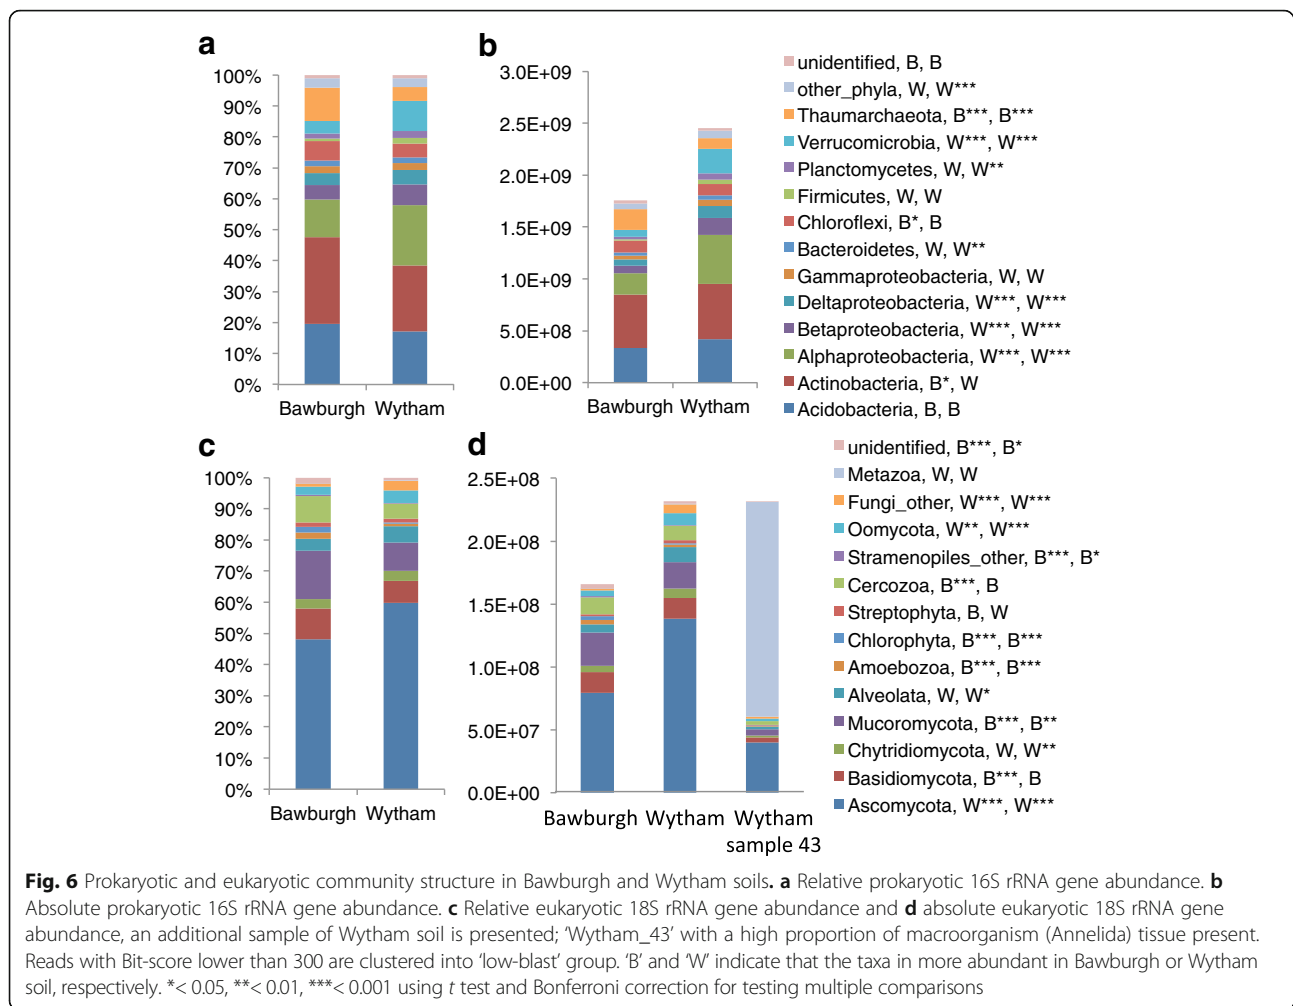 a
100%
90%
80%
70%
60%
50%
40%
30%
20%
10%
0%
Bawburgh Wytham
b
3.0E+09
2.5E+09
2.0E+09
1.5E+09
1.0E+09
5.0E+08
0.0E+00
Bawburgh Wytham
unidentified, B, B
other_phyla, W, W***
Thaumarchaeota, B***, B***
Verrucomicrobia, W***, W***
Planctomycetes, W, W**
Firmicutes, W, W
Chloroflexi, B*, B
Bacteroidetes, W, W**
Gammaproteobacteria, W, W
Deltaproteobacteria, W***, W***
Betaproteobacteria, W***, W***
Alphaproteobacteria, W***, W***
Actinobacteria, B*, W
Acidobacteria, B, B
c
100%
90%
80%
70%
60%
50%
40%
30%
20%
10%
0%
Bawburgh Wytham
d
2.5E+08
2.0E+08
1.5E+08
1.0E+08
5.0E+07
0.0E+00
Bawburgh Wytham Wytham
sample 43
unidentified, B***, B*
Metazoa, W, W
Fungi_other, W***, W***
Oomycota, W**, W***
Stramenopiles_other, B***, B*
Cercozoa, B***, B
Streptophyta, B, W
Chlorophyta, B***, B***
Amoebozoa, B***, B***
Alveolata, W, W*
Mucoromycota, B***, B**
Chytridiomycota, W, W**
Basidiomycota, B***, B
Ascomycota, W***, W***
Fig. 6 Prokaryotic and eukaryotic community structure in Bawburgh and Wytham soils. a Relative prokaryotic 16S rRNA gene abundance. b
Absolute prokaryotic 16S rRNA gene abundance. c Relative eukaryotic 18S rRNA gene abundance and d absolute eukaryotic 18S rRNA gene
abundance, an additional sample of Wytham soil is presented; ‘Wytham_43’ with a high proportion of macroorganism (Annelida) tissue present.
Reads with Bit-score lower than 300 are clustered into ‘low-blast’ group. ‘B’ and ‘W’ indicate that the taxa in more abundant in Bawburgh or Wytham
soil, respectively. *< 0.05, **< 0.01, ***< 0.001 using t test and Bonferroni correction for testing multiple comparisons